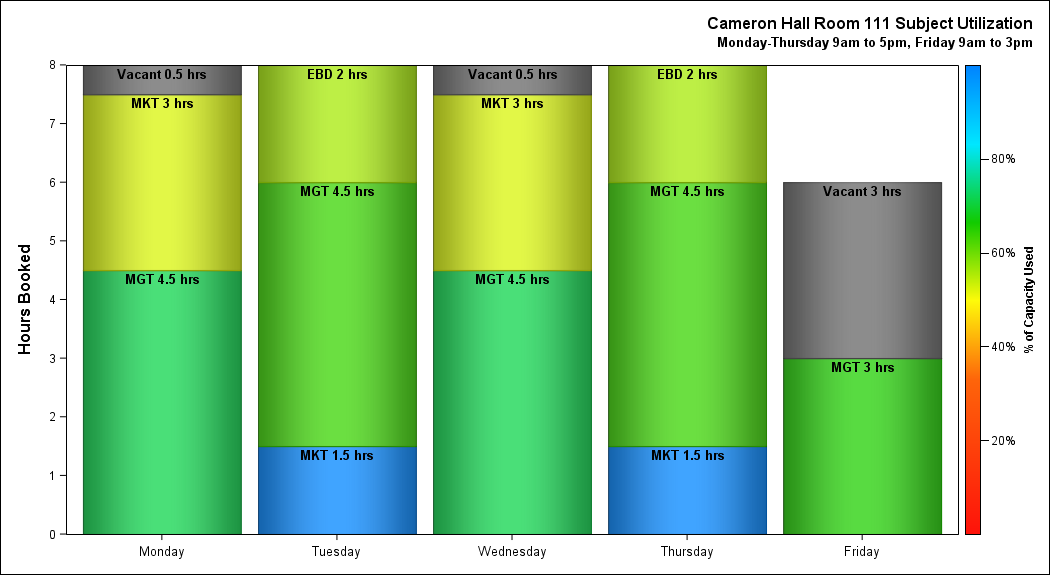 Cameron Hall Room 111 Subject Utilization
Monday-Thursday 9am to 5pm, Friday 9am to 3pm
Hours Booked
8
7
6
5
4
3
2
1
0
Vacant 0.5 hrs
MKT 3 hrs
MGT 4.5 hrs
EBD 2 hrs
MGT 4.5 hrs
MKT 1.5 hrs
Vacant 0.5 hrs
MKT 3 hrs
MGT 4.5 hrs
EBD 2 hrs
MGT 4.5 hrs
MKT 1.5 hrs
Vacant 3 hrs
MGT 3 hrs
Monday
Tuesday
Wednesday
Thursday
Friday
80%
60%
40%
20%
% of Capacity Used